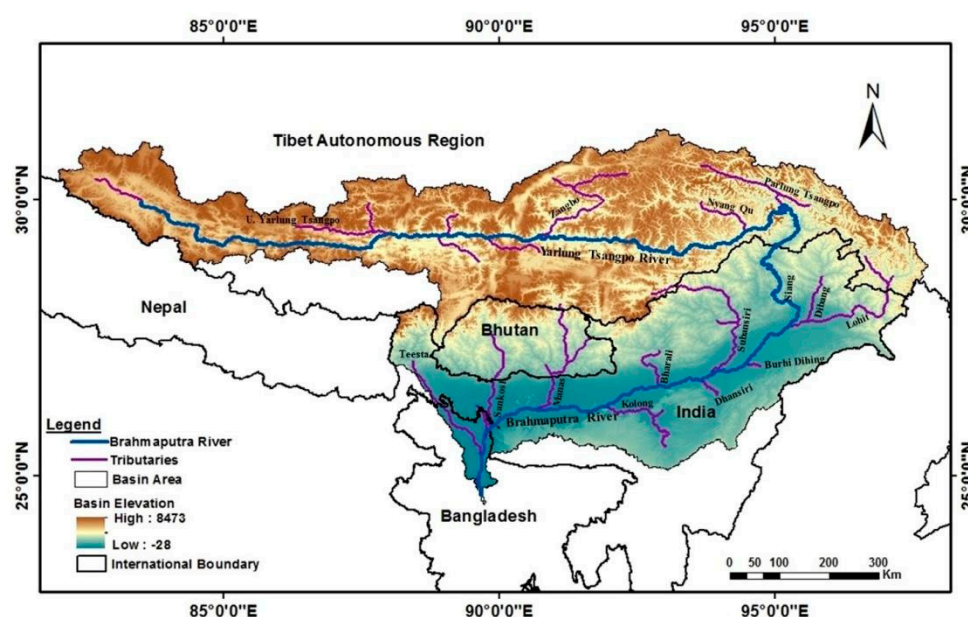 85°0'0"E 90°0'0"E 95°0'0"E
N
Tibet Autonomous Region
30°0'0"N
30°0'0"N
Parlung Tsangpo
Nyang Qu
Zangbo
U. Yarlung Tsangpo
Yarlung Tsangpo River
Siang
Dibang
Lohit
Nepal
Bhutan
Subansiri
Teesta
Bharali
Burhi Dihing
Manas
Sankosh
Dhansiri
Kolong
India
Brahmaputra River
Legend
Brahmaputra River
Tributaries
Basin Area
Basin Elevation
High : 8473
Low : -28
International Boundary
25°0'0"N
25°0'0"N
Bangladesh
0 50 100 200 300
Km
85°0'0"E 90°0'0"E 95°0'0"E